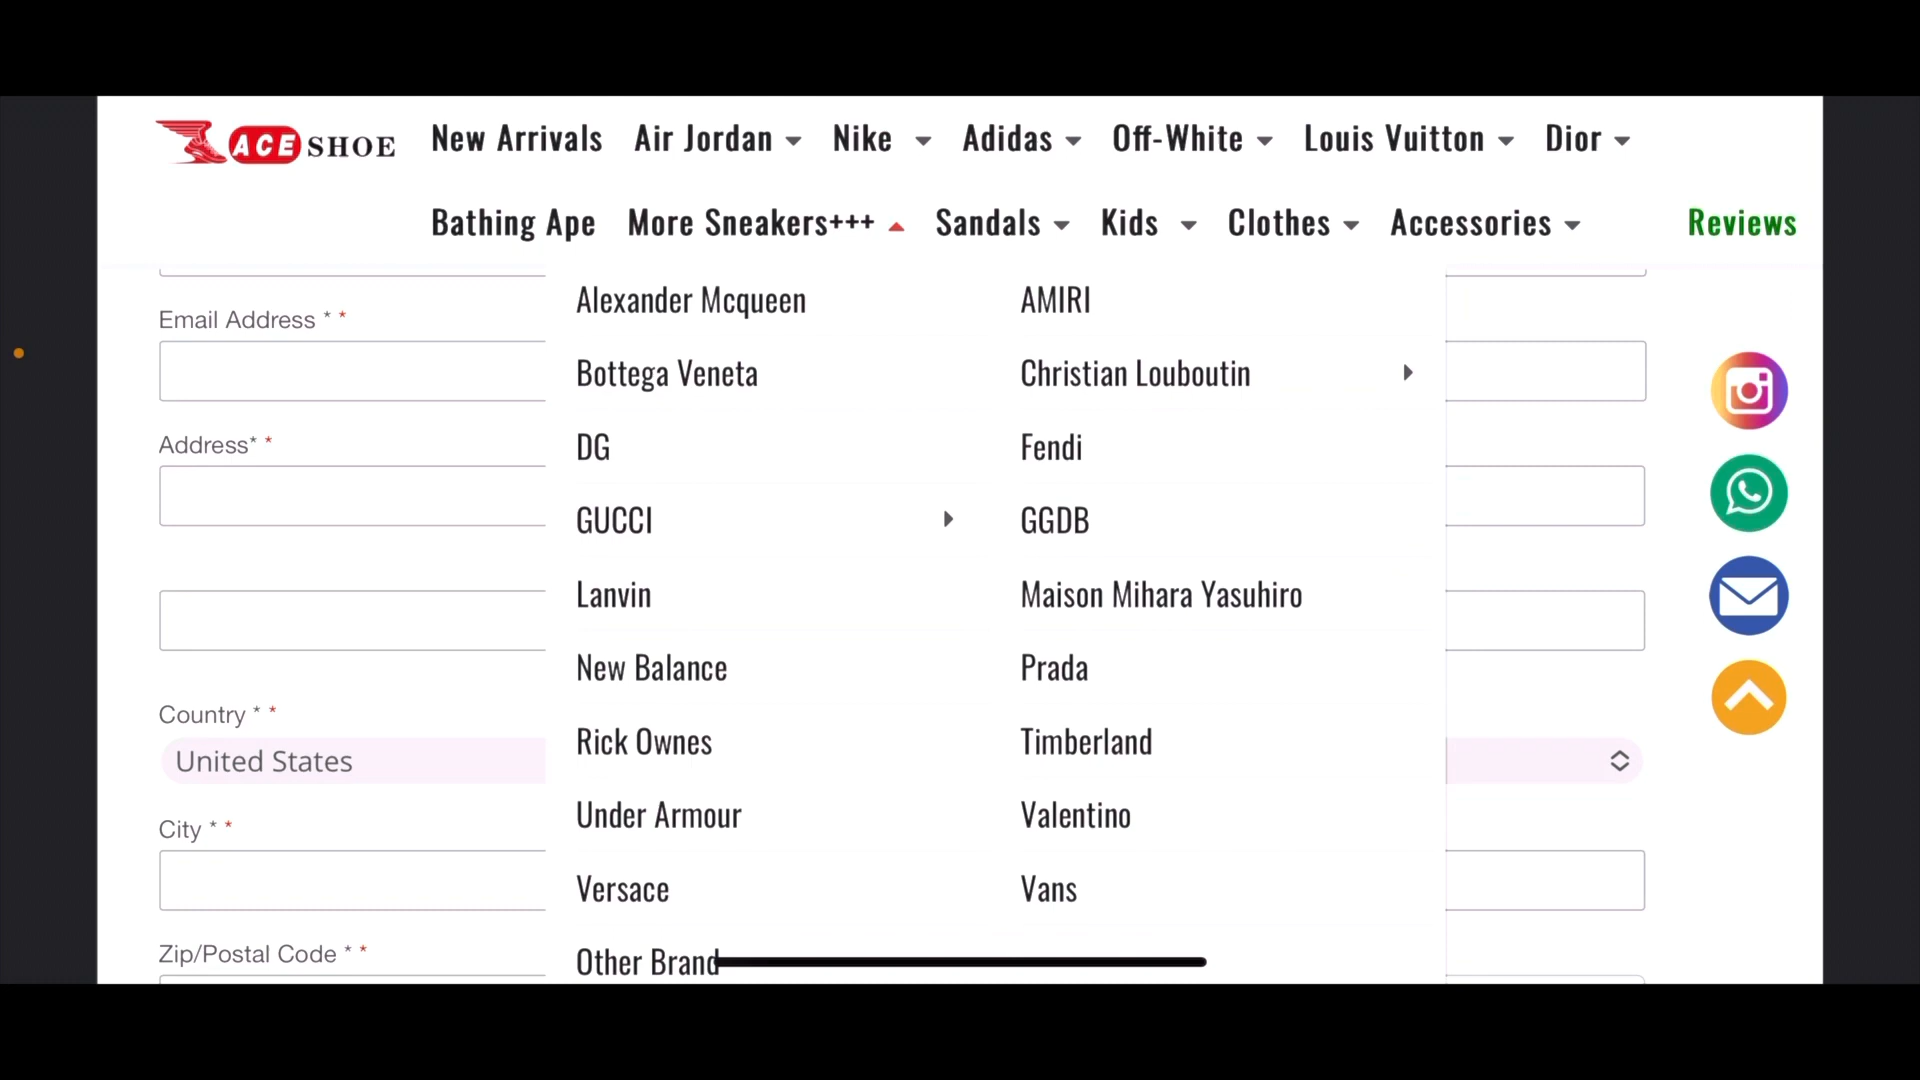 ACE SHOE
New Arrivals Air Jordan Nike Adidas Off-White Louis Vuitton Dior
Bathing Ape More Sneakers+++ Sandals Kids Clothes Accessories Reviews
Alexander Mcqueen AMIRI
Email Address * *
Bottega Veneta Christian Louboutin
Address* *
DG Fendi
GUCCI GGDB
Lanvin Maison Mihara Yasuhiro
New Balance Prada
Country * *
Rick Ownes Timberland
United States
Under Armour Valentino
City * *
Versace Vans
Zip/Postal Code * *
Other Brand